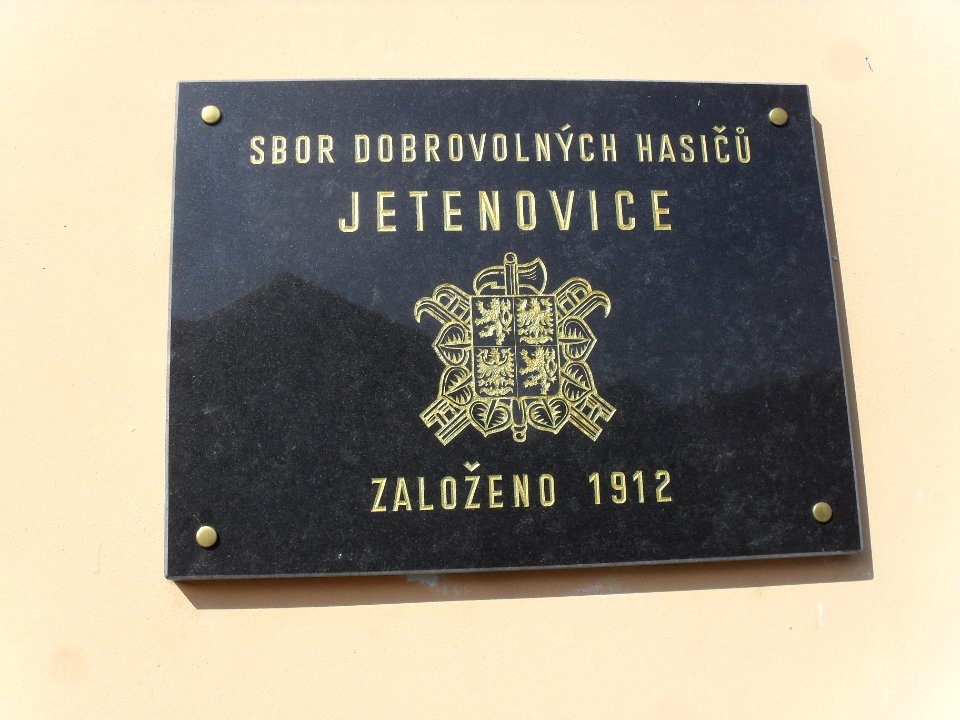 SBOR DOBROVOLNÝCH HASIČŮ
JETENOVICE
ZALOŽENO 1912